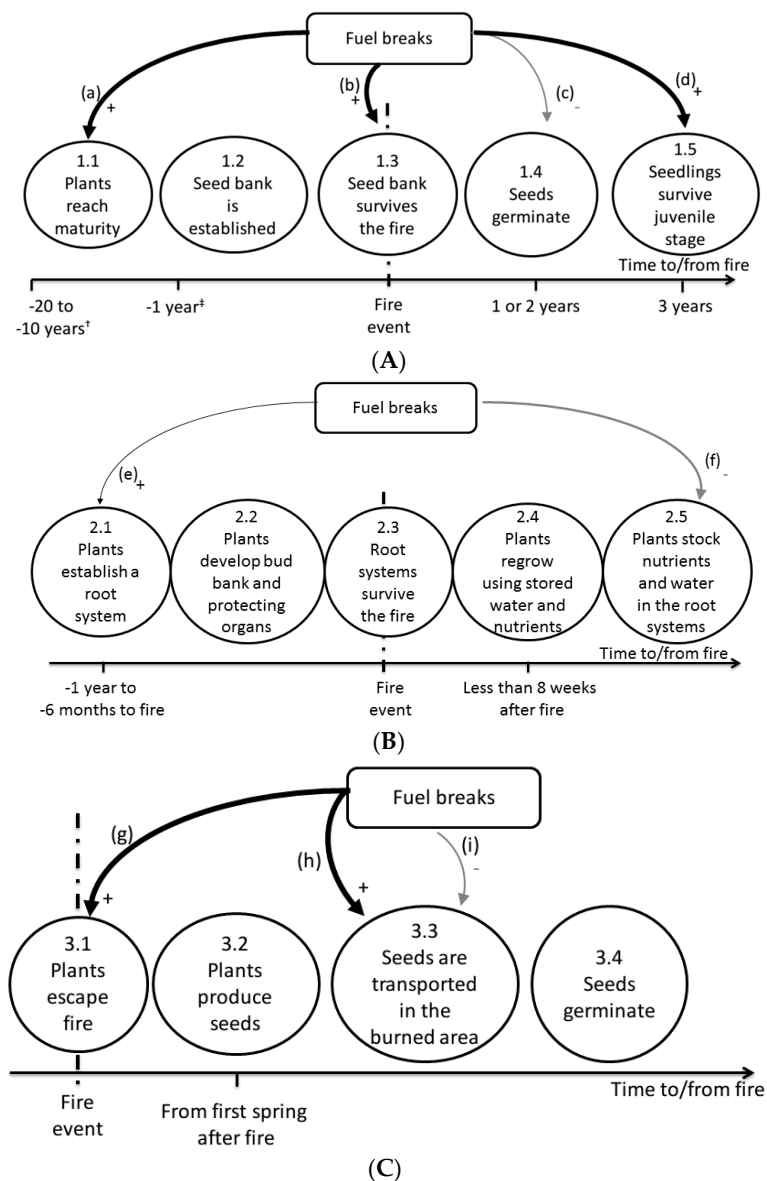 Fuel breaks
(a)
+
(b)
+
(c)
-
(d)
+
1.1
Plants
reach
maturity
1.2
Seed bank
is
established
1.3
Seed bank
survives
the fire
1.4
Seeds
germinate
1.5
Seedlings
survive
juvenile
stage
Time to/from fire
-20 to
-10 years†
-1 year‡
Fire
event
1 or 2 years
3 years
(A)
Fuel breaks
(e)
+
(f)
-
2.1
Plants
establish a
root
system
2.2
Plants
develop bud
bank and
protecting
organs
2.3
Root
systems
survive
the fire
2.4
Plants
regrow
using stored
water and
nutrients
2.5
Plants stock
nutrients
and water
in the root
systems
Time to/from fire
-1 year to
-6 months to fire
Fire
event
Less than 8 weeks
after fire
(B)
Fuel breaks
(g)
+
(h)
+
(i)
-
3.1
Plants
escape
fire
3.2
Plants
produce
seeds
3.3
Seeds are
transported
in the
burned area
3.4
Seeds
germinate
Time to/from fire
Fire
event
From first spring
after fire
(C)